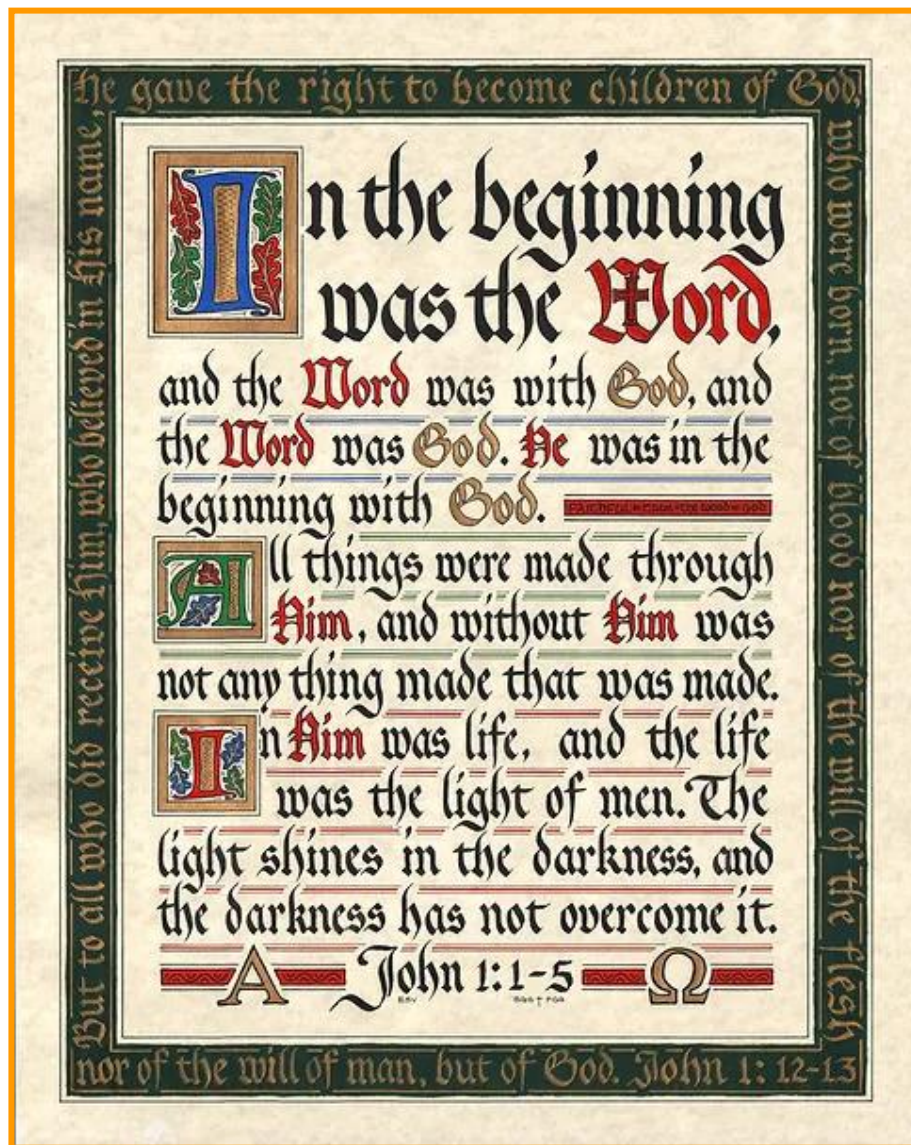 But to all who did receive him, who believed in his name,
he gave the right to become children of God,
who were born, not of blood nor of the will of the flesh
nor of the will of man, but of God. John 1: 12-13
In the beginning
was the Word,
and the Word was with God, and
the Word was God. He was in the
beginning with God.
All things were made through
Him, and without Him was
not any thing made that was made.
In Him was life, and the life
was the light of men. The
light shines in the darkness, and
the darkness has not overcome it.
Α John 1: 1-5 Ω
ESV